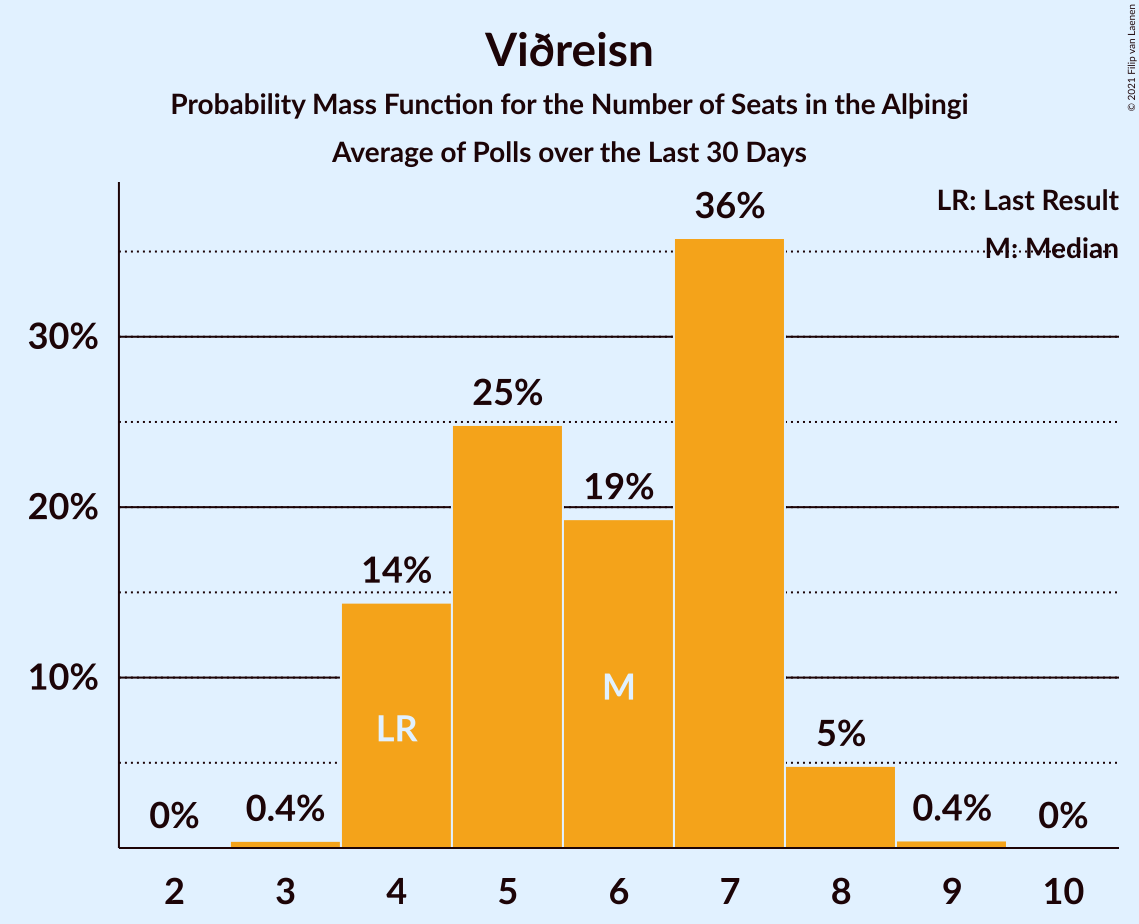 Viðreisn
Probability Mass Function for the Number of Seats in the Alþingi
Average of Polls over the Last 30 Days
© 2021 Filip van Laenen
LR: Last Result
M: Median
30%
20%
10%
0%
0.4%
14%
25%
19%
36%
5%
0.4%
0%
LR
M
2 3 4 5 6 7 8 9 10